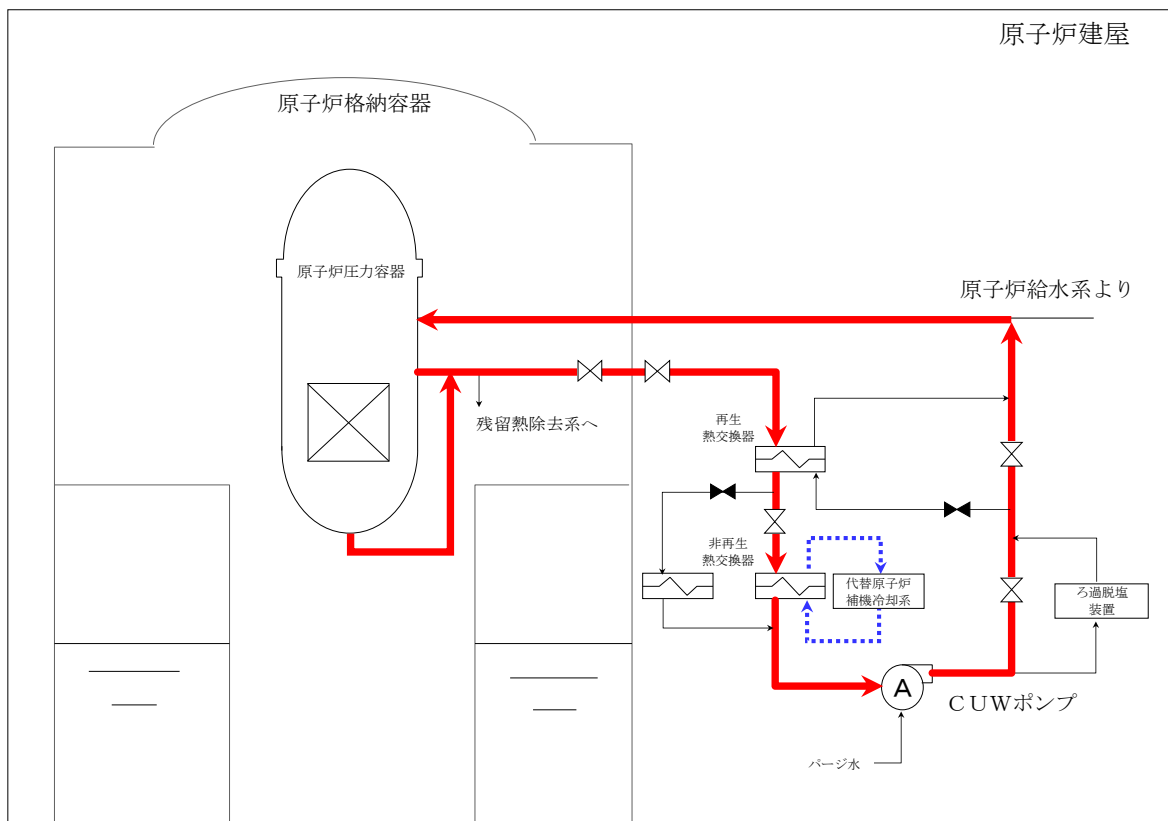 原子炉建屋
原子炉格納容器
原子炉圧力容器
原子炉給水系より
残留熱除去系へ
再生
熱交換器
非再生
熱交換器
代替原子炉
補機冷却系
ろ過脱塩
装置
A
CUWポンプ
パージ水